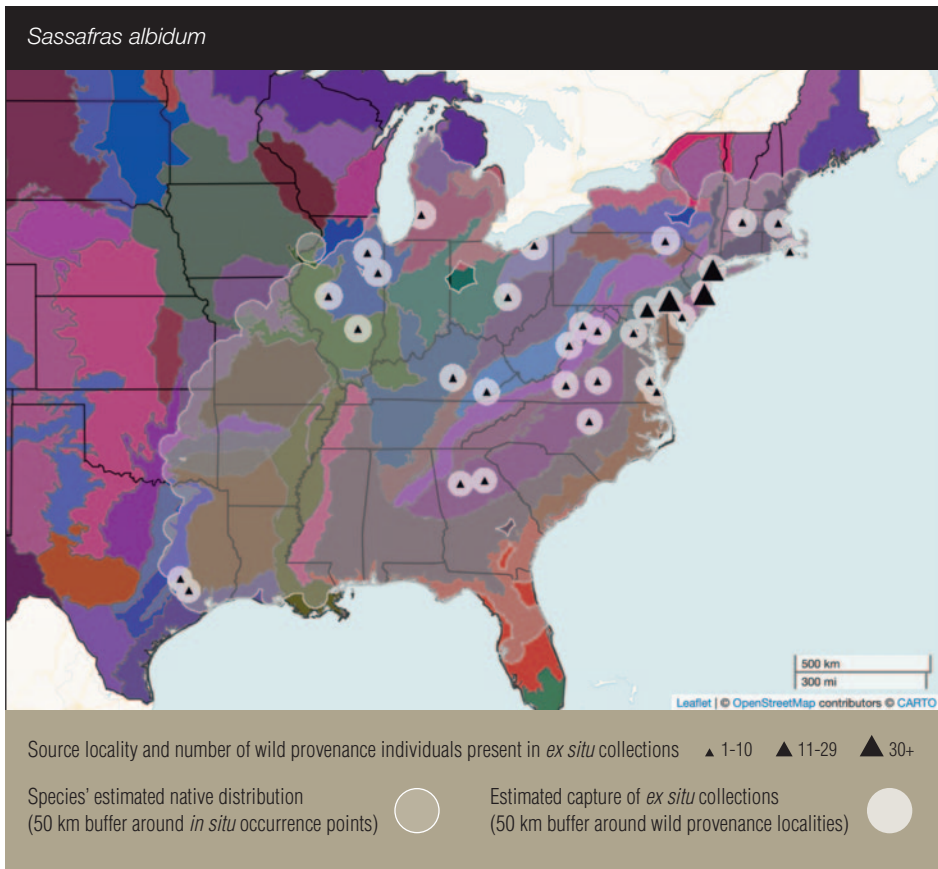 Sassafras albidum
500 km
300 mi
Leaflet | © OpenStreetMap contributors © CARTO
Source locality and number of wild provenance individuals present in ex situ collections 1-10 11-29 30+
Species' estimated native distribution
(50 km buffer around in situ occurrence points)
Estimated capture of ex situ collections
(50 km buffer around wild provenance localities)